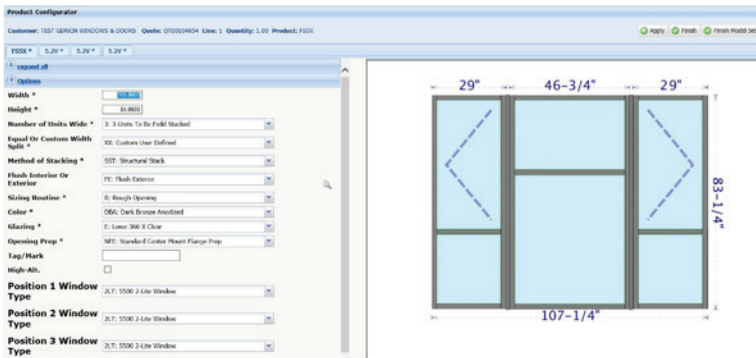 Product Configurator
Customer: TEST GERKIN WINDOWS & DOORS Quote: QT00104654 Line: 1 Quantity: 1.00 Product: FS5X
Apply Finish Finish Model Set
FS5X * 5.2V * 5.2V * 5.2V *
expand all
Options
Width *
Height *
Number of Units Wide * 3: 3-Units To Be Field Stacked
Equal Or Custom Width Split * XX: Custom User Defined
Method of Stacking * SST: Structural Stack
Flush Interior Or Exterior FE: Flush Exterior
Sizing Routine * R: Rough Opening
Color * DBA: Dark Bronze Anodized
Glazing * E: Lower 366 X Clear
Opening Prep * NFE: Standard Center Mount Flange Prep
Tag/Mark
High-Alt.
Position 1 Window Type 2LT: 5500 2-Lite Window
Position 2 Window Type 2LT: 5500 2-Lite Window
Position 3 Window Type 2LT: 5500 2-Lite Window
29" 46-3/4" 29"
83-1/4"
107-1/4"